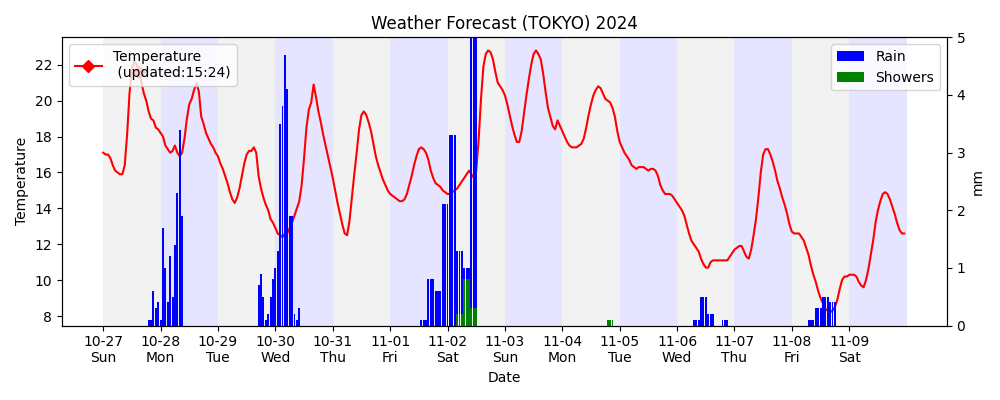 Weather Forecast (TOKYO) 2024
Temperature
(updated:15:24)
Rain
Showers
Temperature
22
20
18
16
14
12
10
8
5
4
3
2
1
0
mm
10-27 10-28 10-29 10-30 10-31 11-01 11-02 11-03 11-04 11-05 11-06 11-07 11-08 11-09
Sun Mon Tue Wed Thu Fri Sat Sun Mon Tue Wed Thu Fri Sat
Date